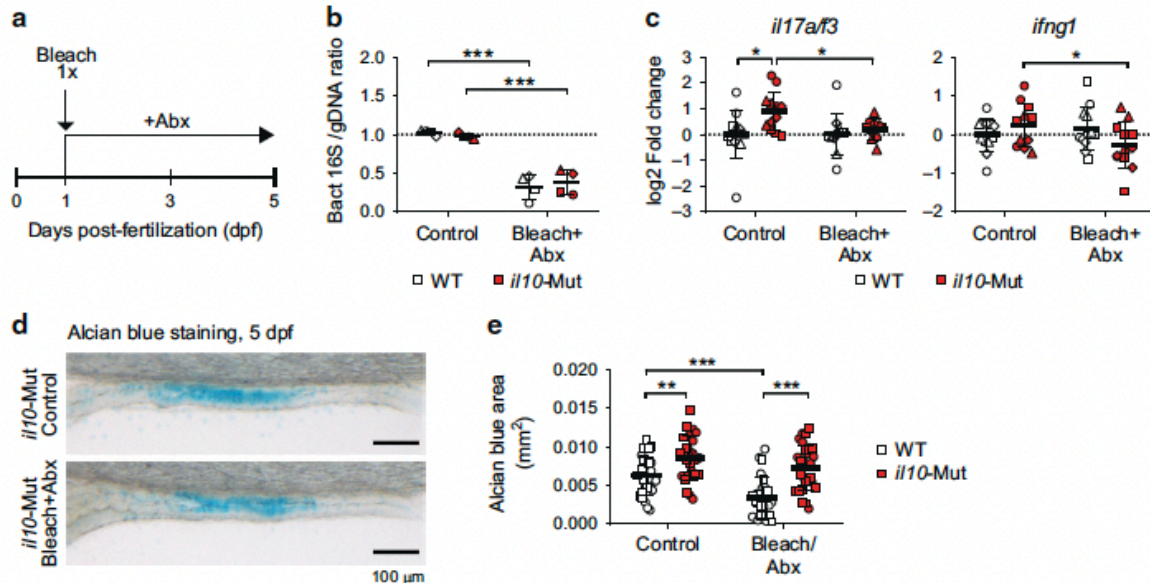 a
Bleach
1x
+Abx
0 1 3 5
Days post-fertilization (dpf)
b
Bact 16S/gDNA ratio
2.0
1.5
1.0
0.5
0.0
***
***
Control Bleach+
Abx
WT il10-Mut
c
il17a/f3
log2 Fold change
3
2
1
0
−1
−2
−3
* *
Control Bleach+
Abx
ifng1
2
1
0
−1
−2
*
Control Bleach+
Abx
WT il10-Mut
d
Alcian blue staining, 5 dpf
il10-Mut
Control
il10-Mut
Bleach+Abx
100 μm
e
Alcian blue area
(mm2)
0.020
0.015
0.010
0.005
0.000
***
** ***
Control Bleach/
Abx
WT
il10-Mut